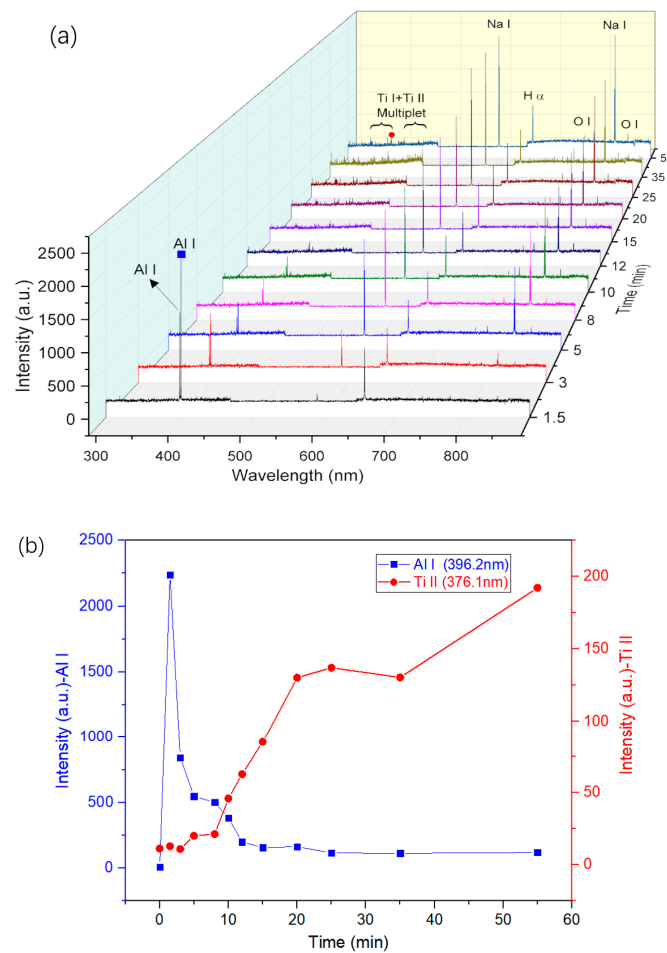 (a)
Na I
Na I
Ti I+Ti II
Multiplet
H α
O I
O I
Al I
Al I
2500
2000
1500
1000
500
0
Intensity (a.u.)
300
400
500
600
700
800
Wavelength (nm)
1.5
3
5
8
10
12
15
20
25
35
5
Time (min)
(b)
Al I (396.2nm)
Ti II (376.1nm)
2500
2000
1500
1000
500
0
Intensity (a.u.)-Al I
200
150
100
50
0
Intensity (a.u.)-Ti II
0
10
20
30
40
50
60
Time (min)